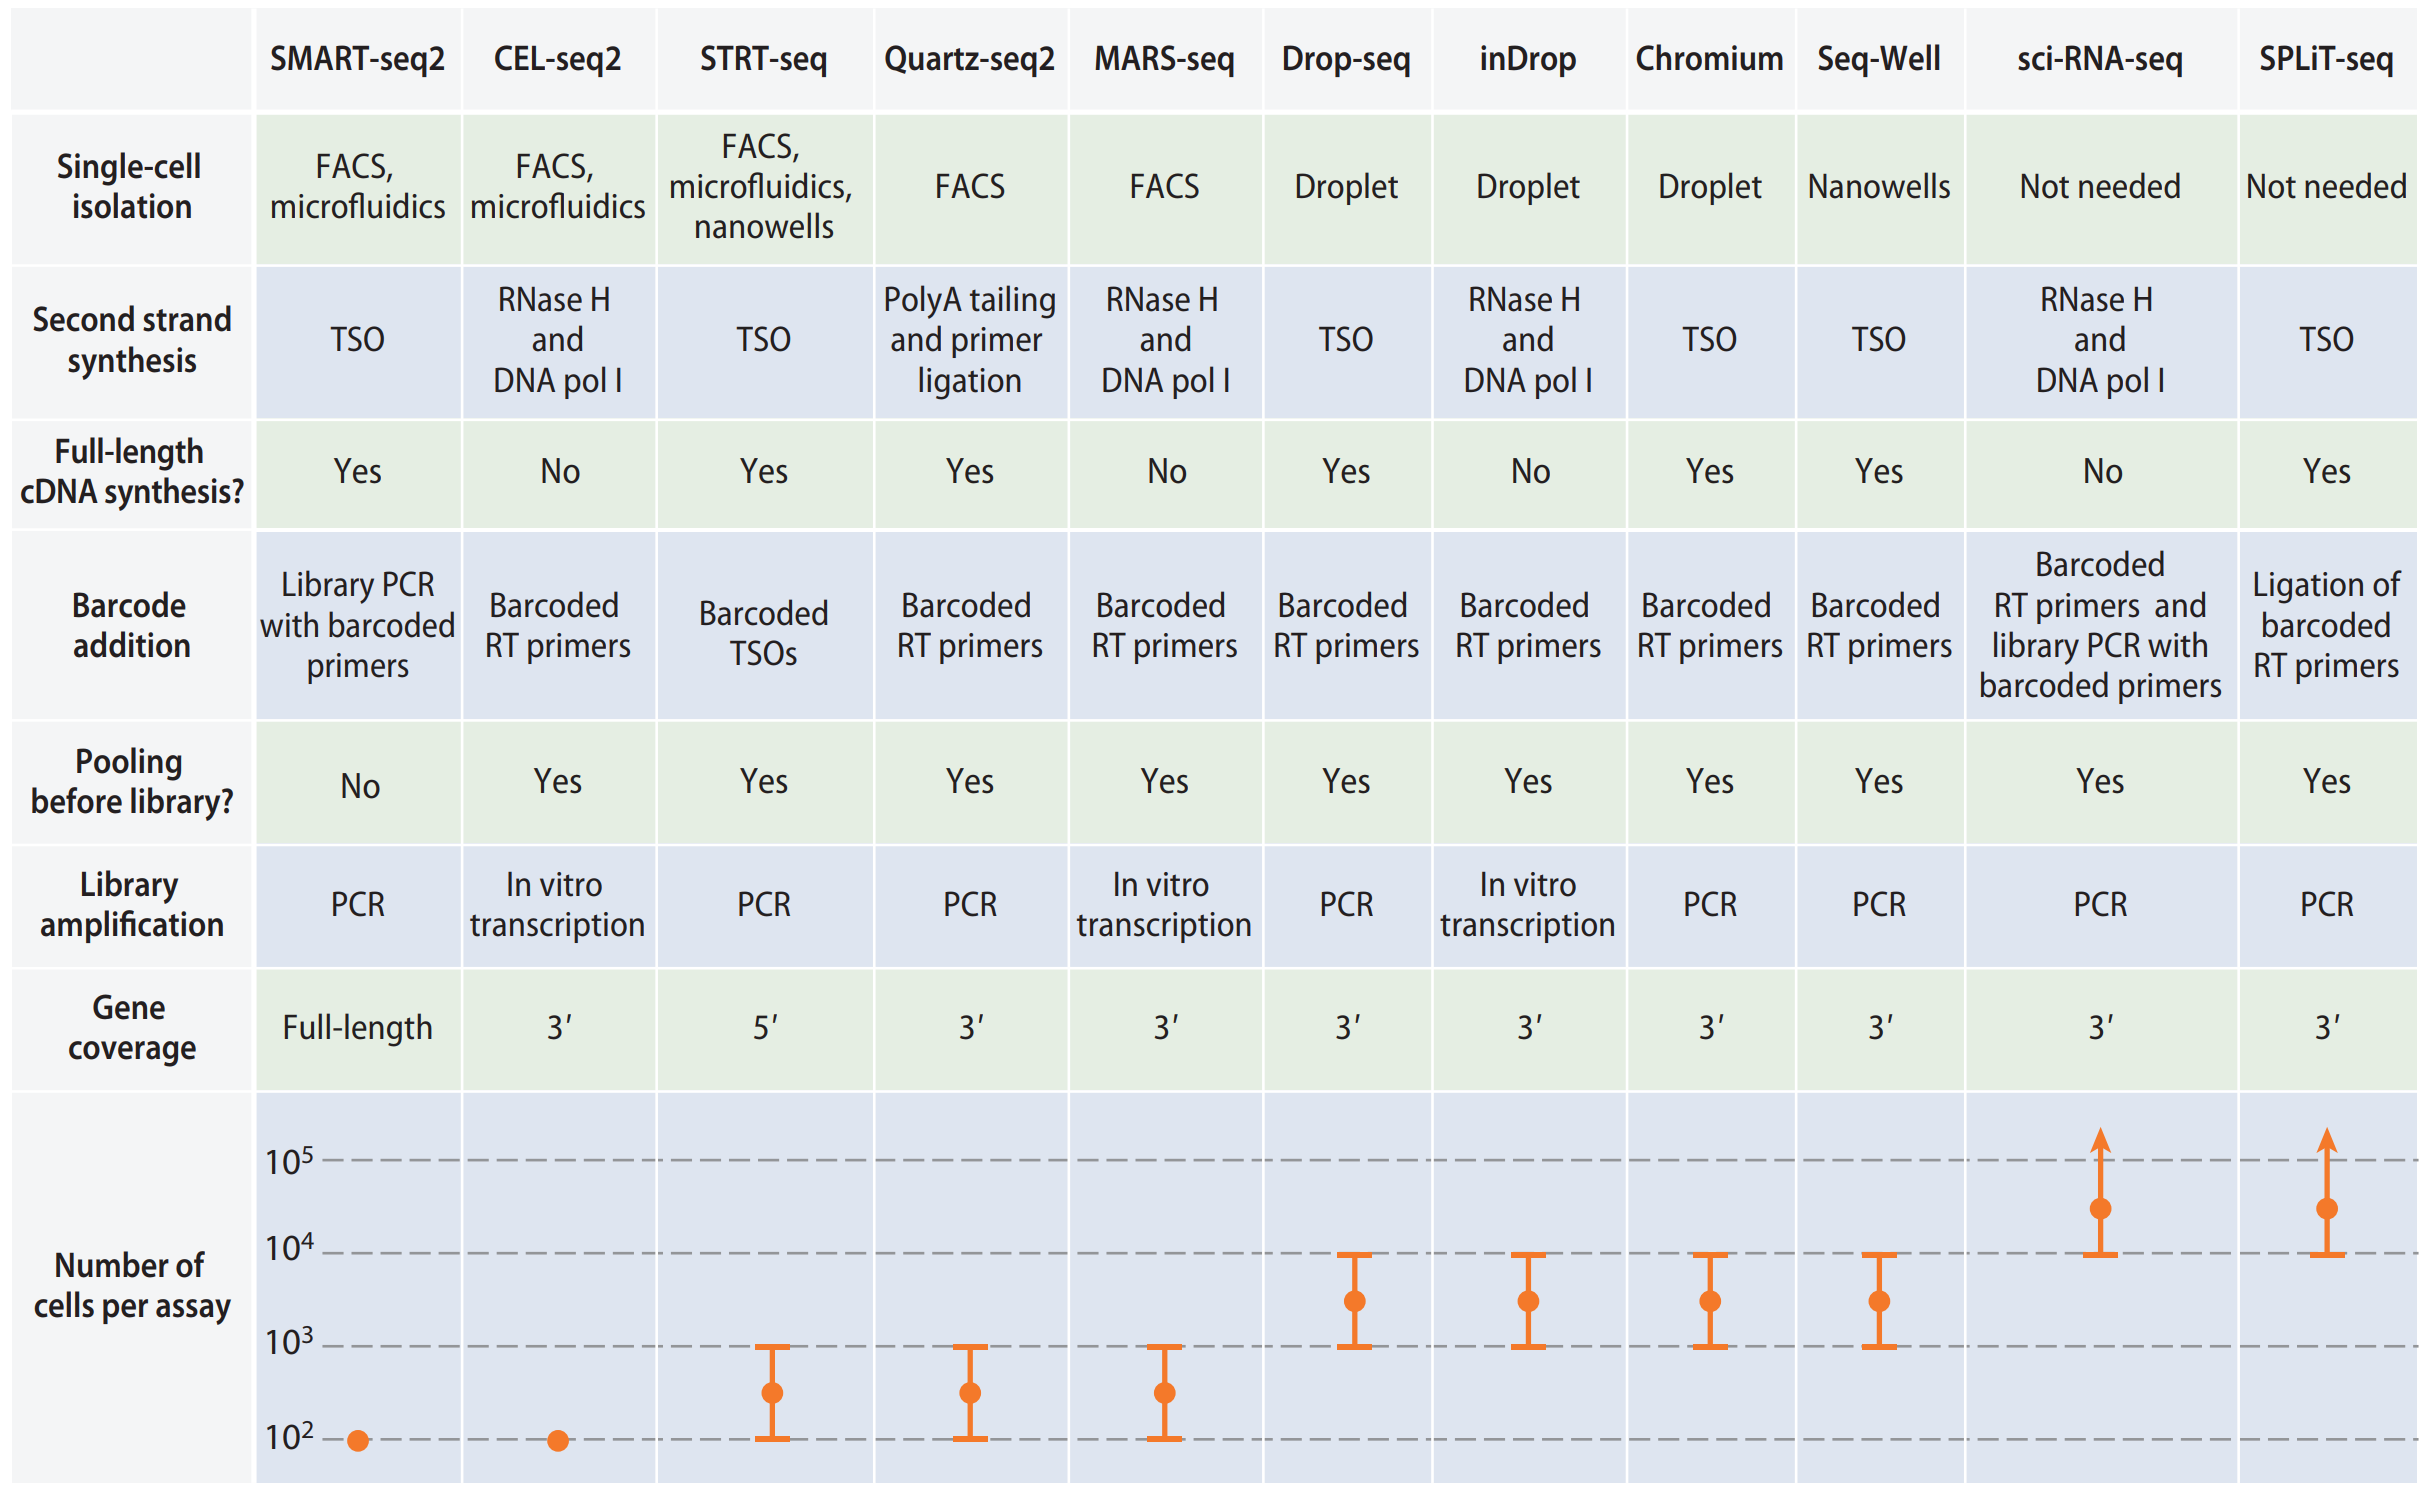 SMART-seq2 CEL-seq2 STRT-seq Quartz-seq2 MARS-seq Drop-seq inDrop Chromium Seq-Well sci-RNA-seq SPLiT-seq
Single-cell
isolation
FACS,
microfluidics
FACS,
microfluidics
FACS,
microfluidics,
nanowells
FACS
FACS
Droplet
Droplet
Droplet
Nanowells
Not needed
Not needed
Second strand
synthesis
TSO
RNase H
and
DNA pol I
TSO
PolyA tailing
and primer
ligation
RNase H
and
DNA pol I
TSO
RNase H
and
DNA pol I
TSO
TSO
RNase H
and
DNA pol I
TSO
Full-length
cDNA synthesis?
Yes
No
Yes
Yes
No
Yes
No
Yes
Yes
No
Yes
Barcode
addition
Library PCR
with barcoded
primers
Barcoded
RT primers
Barcoded
TSOs
Barcoded
RT primers
Barcoded
RT primers
Barcoded
RT primers
Barcoded
RT primers
Barcoded
RT primers
Barcoded
RT primers
Barcoded
RT primers and
library PCR with
barcoded primers
Ligation of
barcoded
RT primers
Pooling
before library?
No
Yes
Yes
Yes
Yes
Yes
Yes
Yes
Yes
Yes
Yes
Library
amplification
PCR
In vitro
transcription
PCR
PCR
In vitro
transcription
PCR
In vitro
transcription
PCR
PCR
PCR
PCR
Gene
coverage
Full-length
3′
5′
3′
3′
3′
3′
3′
3′
3′
3′
Number of
cells per assay
10⁵
10⁴
10³
10²